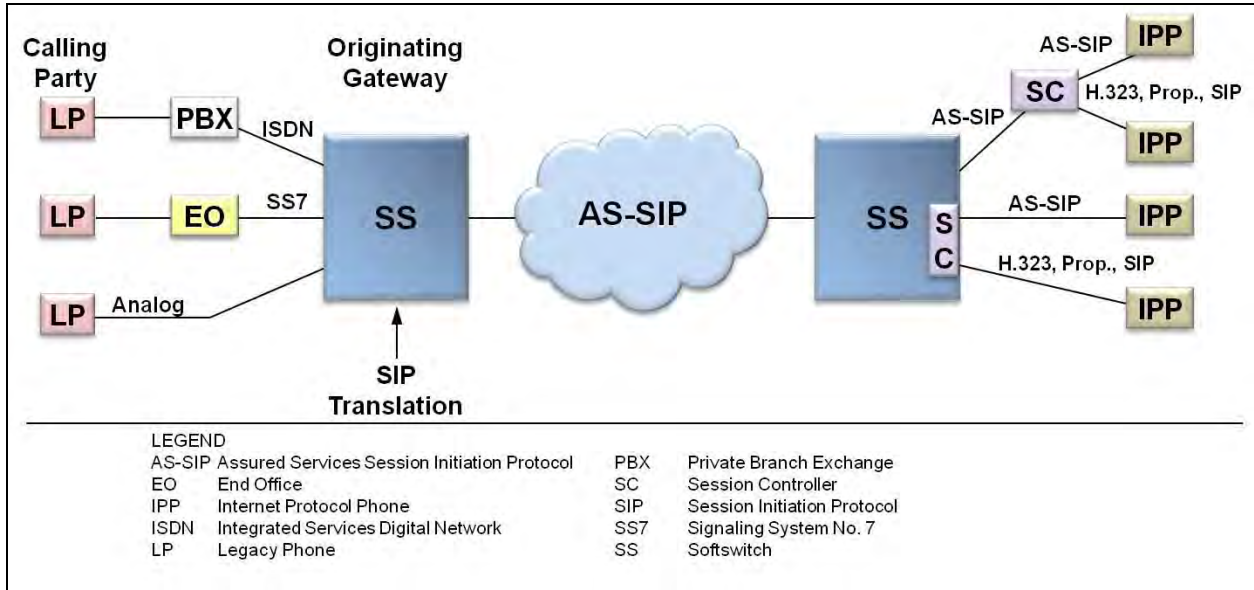 Calling
Party
Originating
Gateway
LP
PBX
ISDN
LP
EO
SS7
LP
Analog
SS
SIP
Translation
AS-SIP
SS
S
C
AS-SIP
SC
AS-SIP
IPP
H.323, Prop., SIP
IPP
AS-SIP
IPP
H.323, Prop., SIP
IPP
LEGEND
AS-SIP Assured Services Session Initiation Protocol
EO End Office
IPP Internet Protocol Phone
ISDN Integrated Services Digital Network
LP Legacy Phone
PBX Private Branch Exchange
SC Session Controller
SIP Session Initiation Protocol
SS7 Signaling System No. 7
SS Softswitch